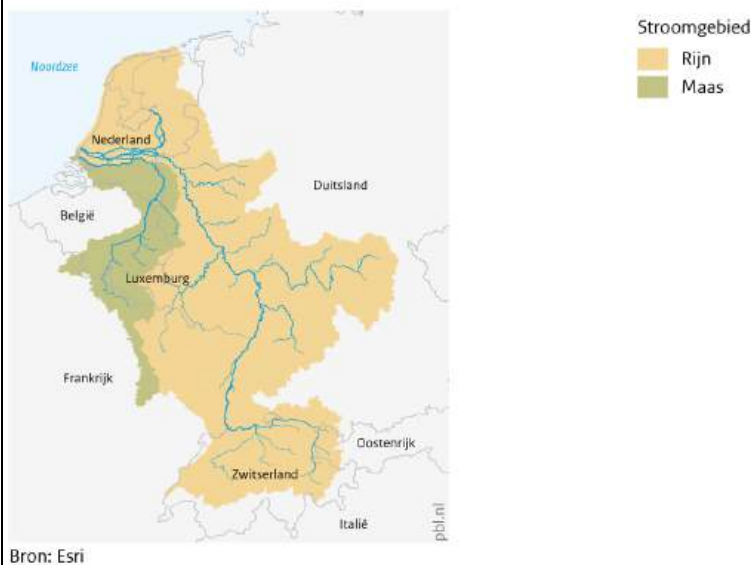 Stroomgebied
Rijn
Maas
Noordzee
Nederland
Duitsland
België
Luxemburg
Frankrijk
Oostenrijk
Zwitserland
Italië
pbl.nl
Bron: Esri